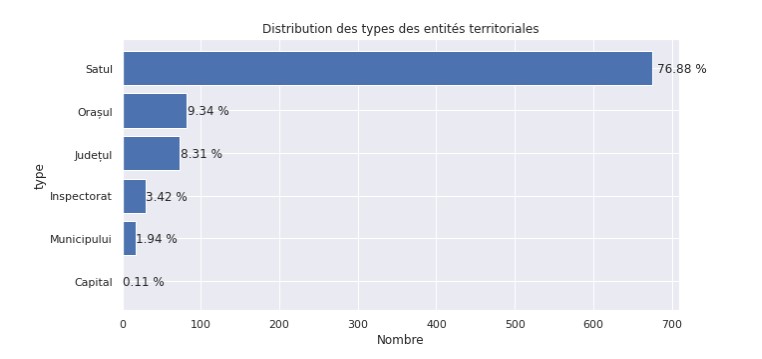 Distribution des types des entités territoriales
Satul
76.88 %
Orașul
9.34 %
Județul
8.31 %
Inspectorat
3.42 %
Municipului
1.94 %
Capital
0.11 %
type
0 100 200 300 400 500 600 700
Nombre